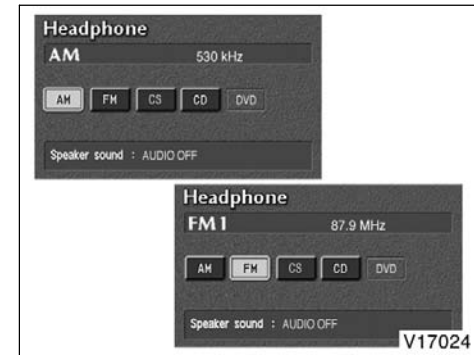 Headphone
AM 530 kHz
AM FM CS CD DVD
Speaker sound : AUDIO OFF
Headphone
FM1 87.9 MHz
AM FM CS CD DVD
Speaker sound : AUDIO OFF
V17024